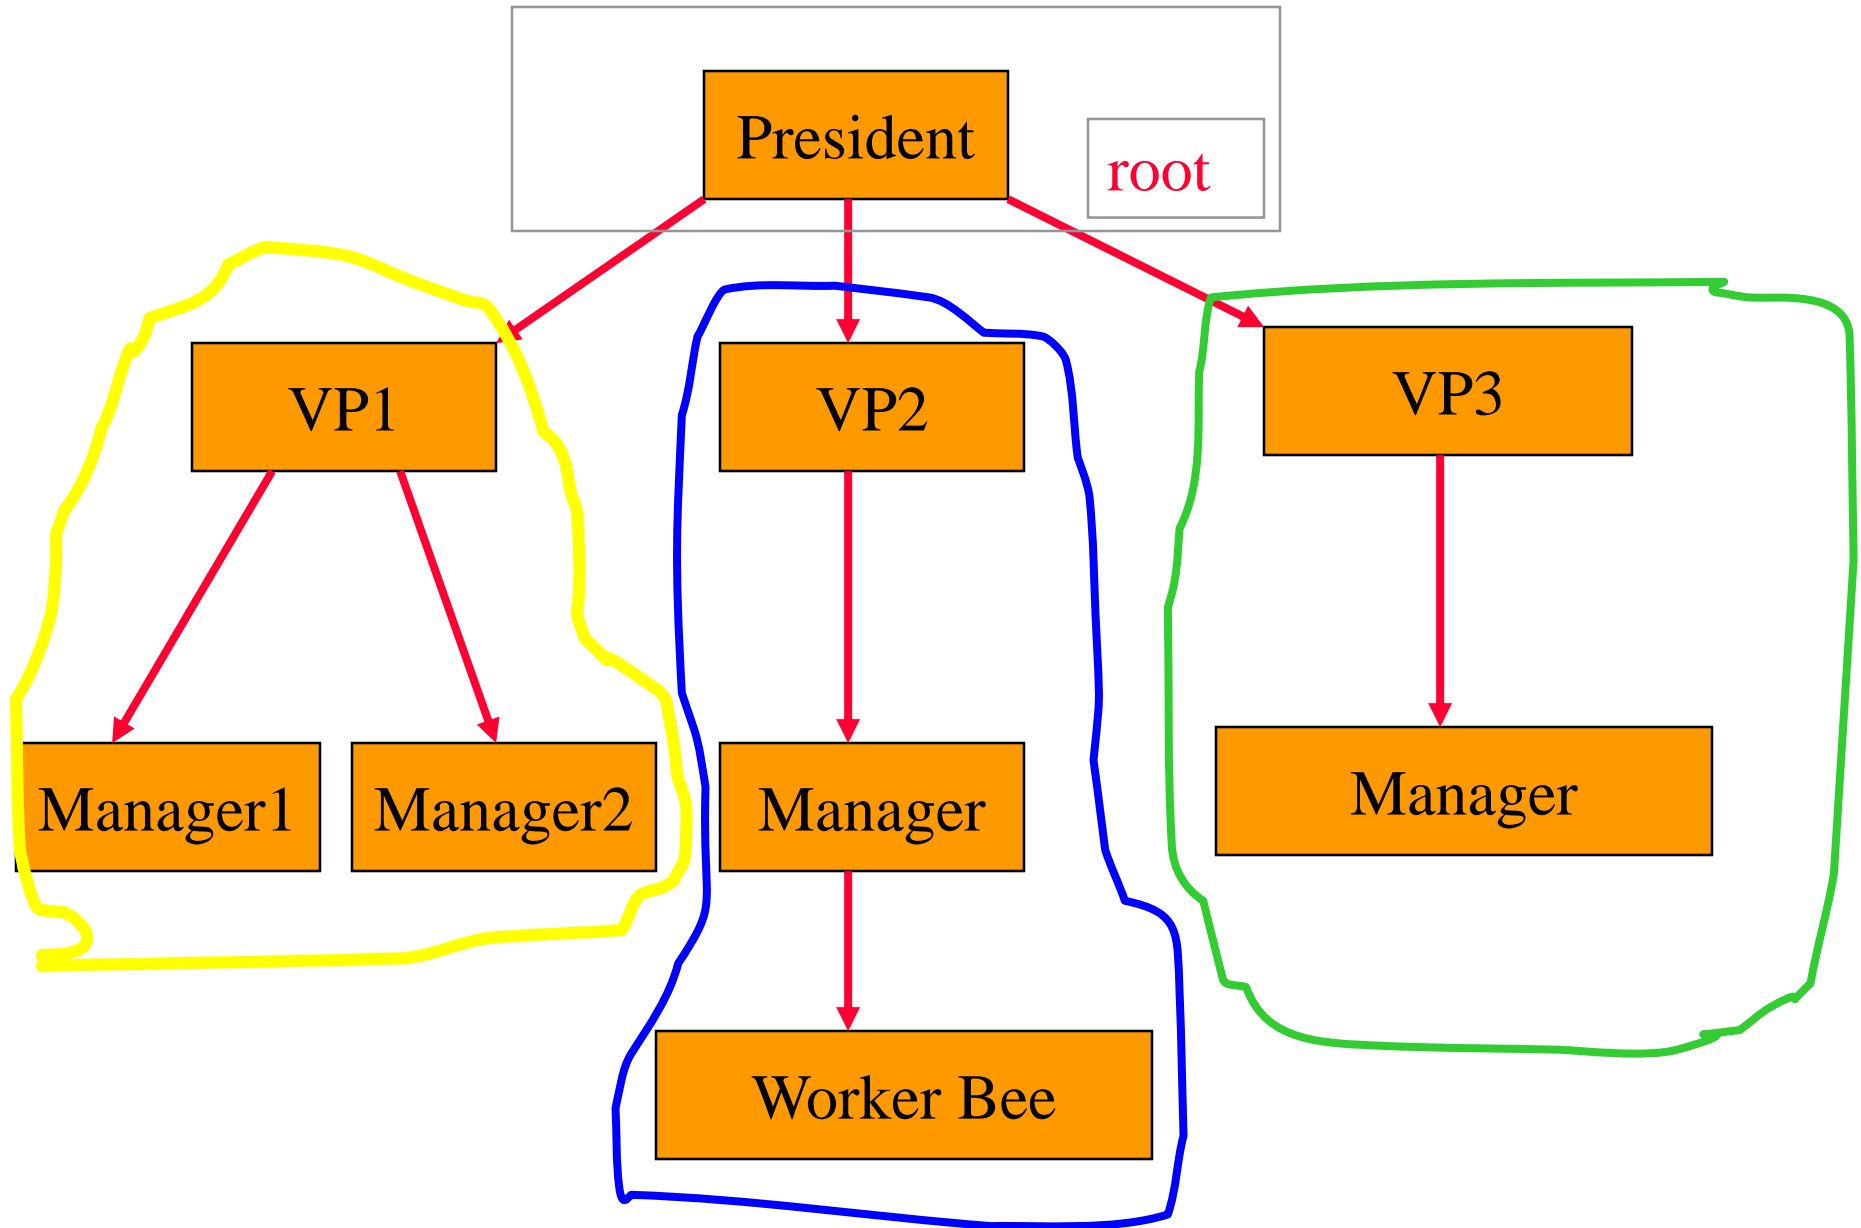 President
root
VP1
VP2
VP3
Manager1
Manager2
Manager
Manager
Worker Bee